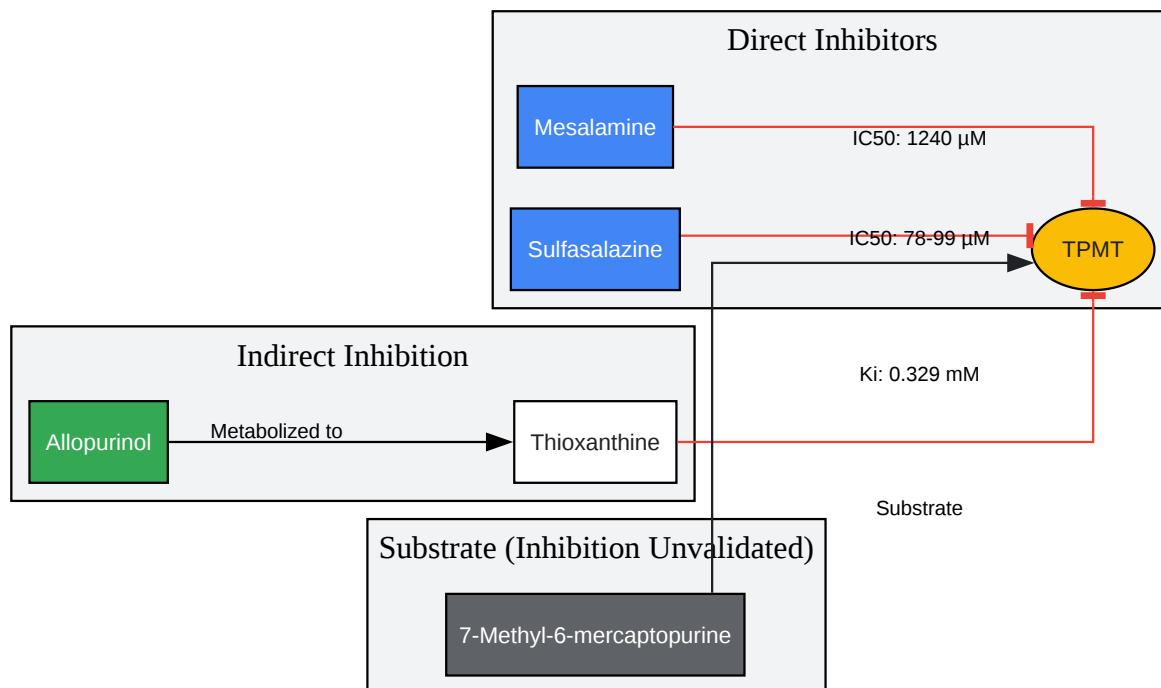 Direct Inhibitors
Mesalamine
IC50: 1240 µM
Sulfasalazine
IC50: 78-99 µM
TPMT
Indirect Inhibition
Ki: 0.329 mM
Allopurinol
Metabolized to
Thioxanthine
Substrate
Substrate (Inhibition Unvalidated)
7-Methyl-6-mercaptopurine